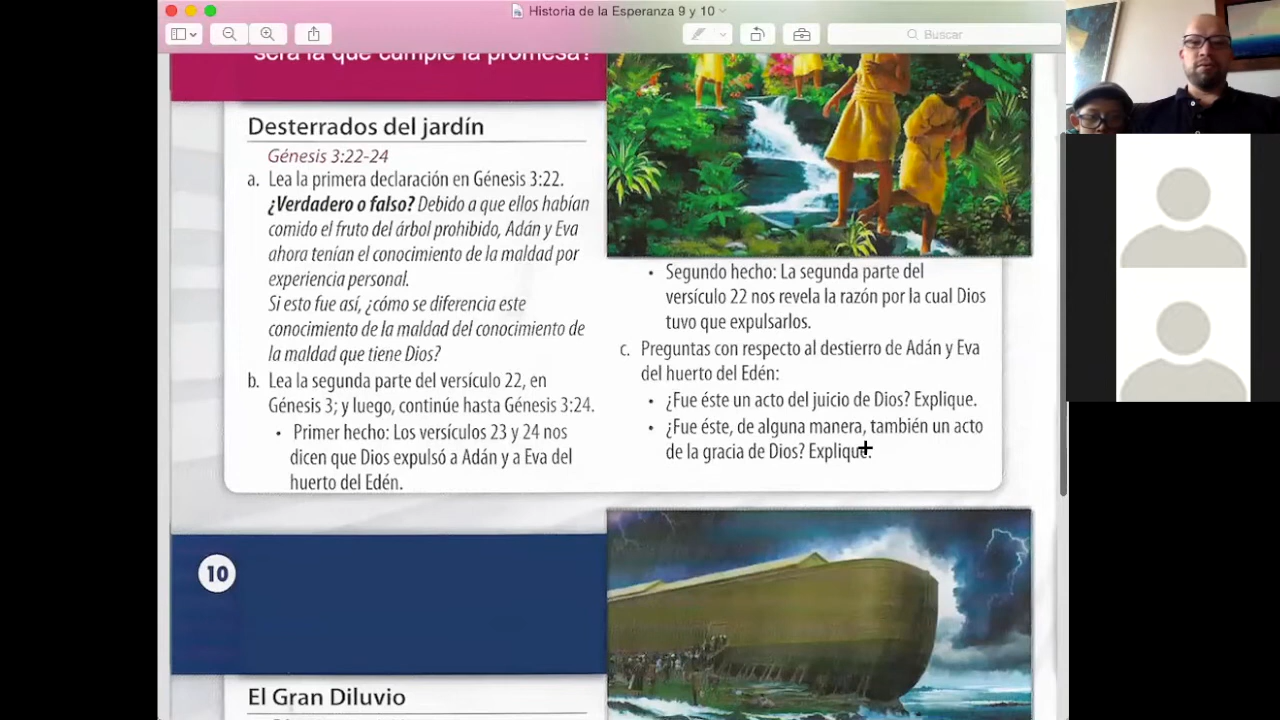 Historia de la Esperanza 9 y 10
Buscar
será la que cumple la promesa?
Desterrados del jardín
Génesis 3:22-24
a. Lea la primera declaración en Génesis 3:22.
¿Verdadero o falso? Debido a que ellos habían
comido el fruto del árbol prohibido, Adán y Eva
ahora tenían el conocimiento de la maldad por
experiencia personal.
Si esto fue así, ¿cómo se diferencia este
conocimiento de la maldad del conocimiento de
la maldad que tiene Dios?
b. Lea la segunda parte del versículo 22, en
Génesis 3; y luego, continúe hasta Génesis 3:24.
• Primer hecho: Los versículos 23 y 24 nos
dicen que Dios expulsó a Adán y a Eva del
huerto del Edén.
• Segundo hecho: La segunda parte del
versículo 22 nos revela la razón por la cual Dios
tuvo que expulsarlos.
c. Preguntas con respecto al destierro de Adán y Eva
del huerto del Edén:
• ¿Fue éste un acto del juicio de Dios? Explique.
• ¿Fue éste, de alguna manera, también un acto
de la gracia de Dios? Explique.
10
El Gran Diluvio